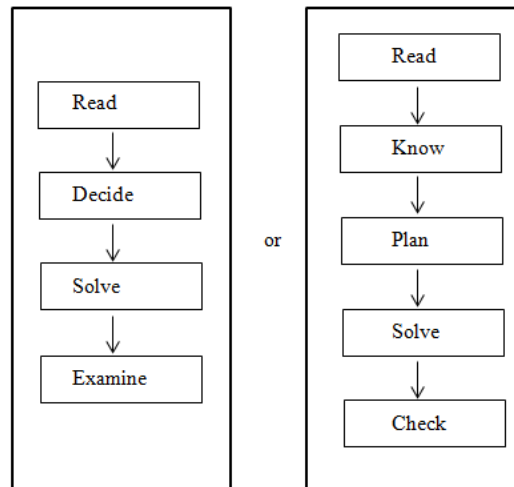 Read
Decide
Solve
Examine
or
Read
Know
Plan
Solve
Check